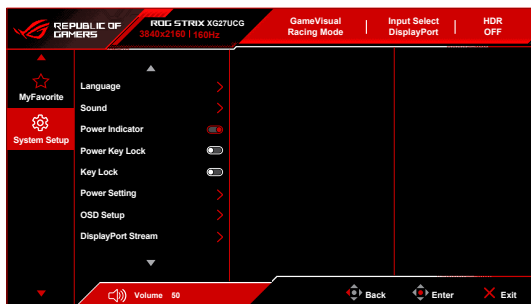 REPUBLIC OF
GAMERS
ROG STRIX XG27UCG
3840x2160 | 160Hz
GameVisual
Racing Mode
Input Select
DisplayPort
HDR
OFF
MyFavorite
System Setup
Language
Sound
Power Indicator
Power Key Lock
Key Lock
Power Setting
OSD Setup
DisplayPort Stream
Volume 50
Back
Enter
Exit